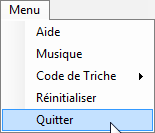 Menu
Aide
Musique
Code de Triche
Réinitialiser
Quitter